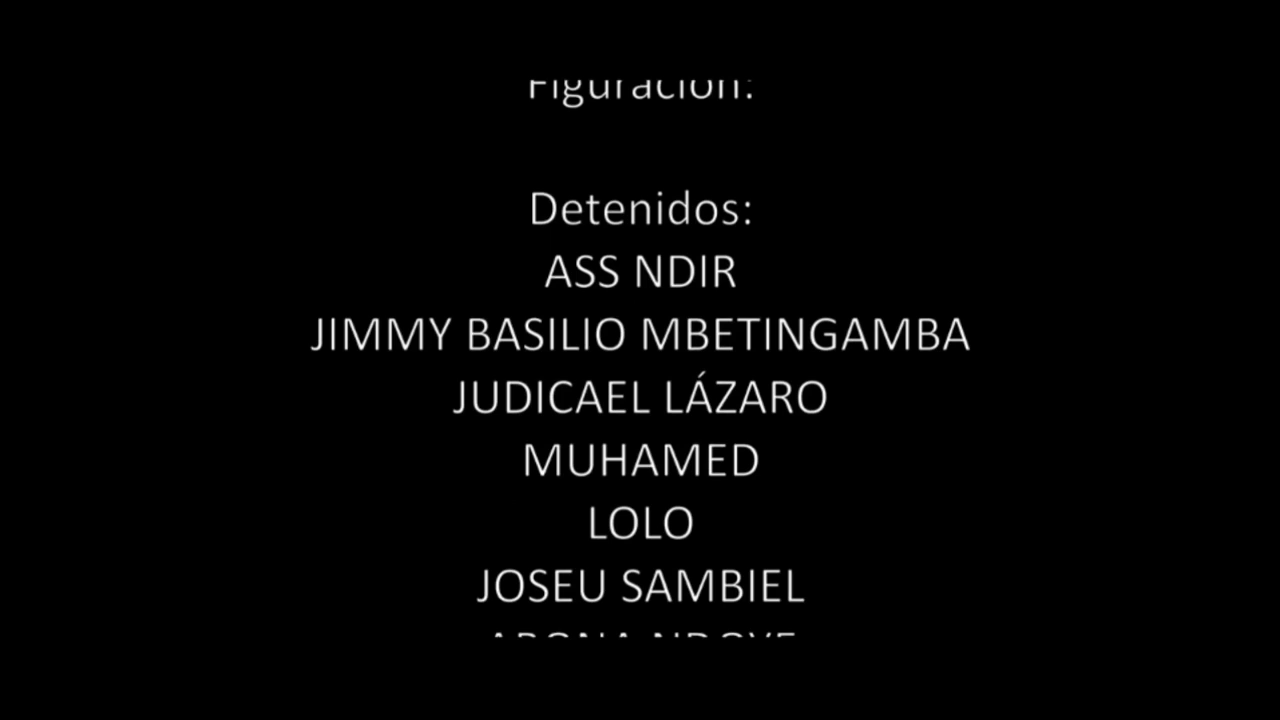 Figuración:
Detenidos:
ASS NDIR
JIMMY BASILIO MBETINGAMBA
JUDICAEL LÁZARO
MUHAMED
LOLO
JOSEU SAMBIEL